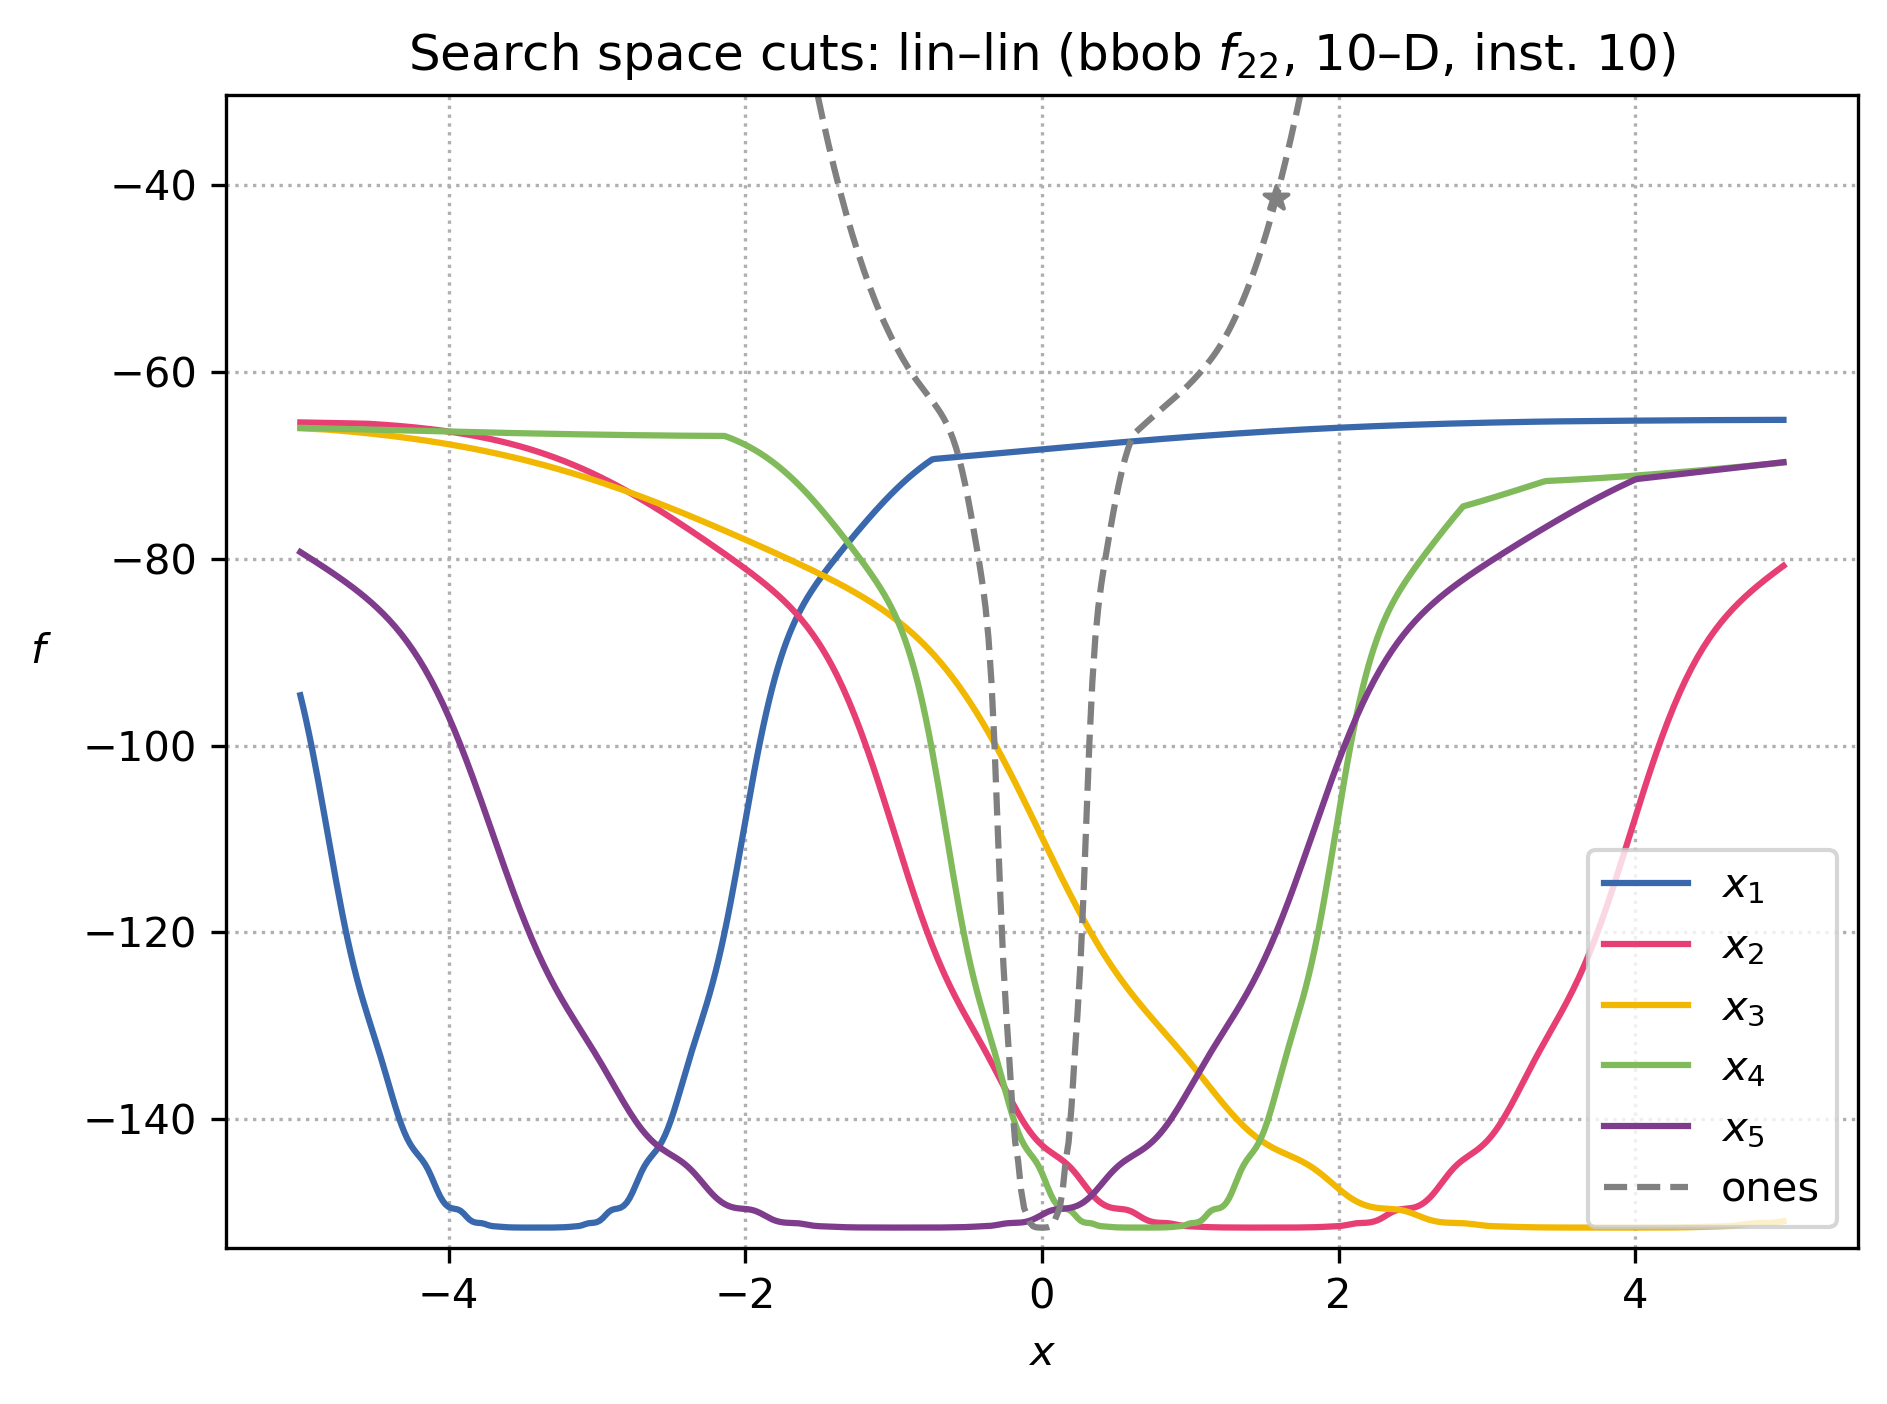 Search space cuts: lin–lin (bbob f22, 10–D, inst. 10)
−40
−60
−80
f
−100
−120
−140
x1
x2
x3
x4
x5
ones
−4 −2 0 2 4
x